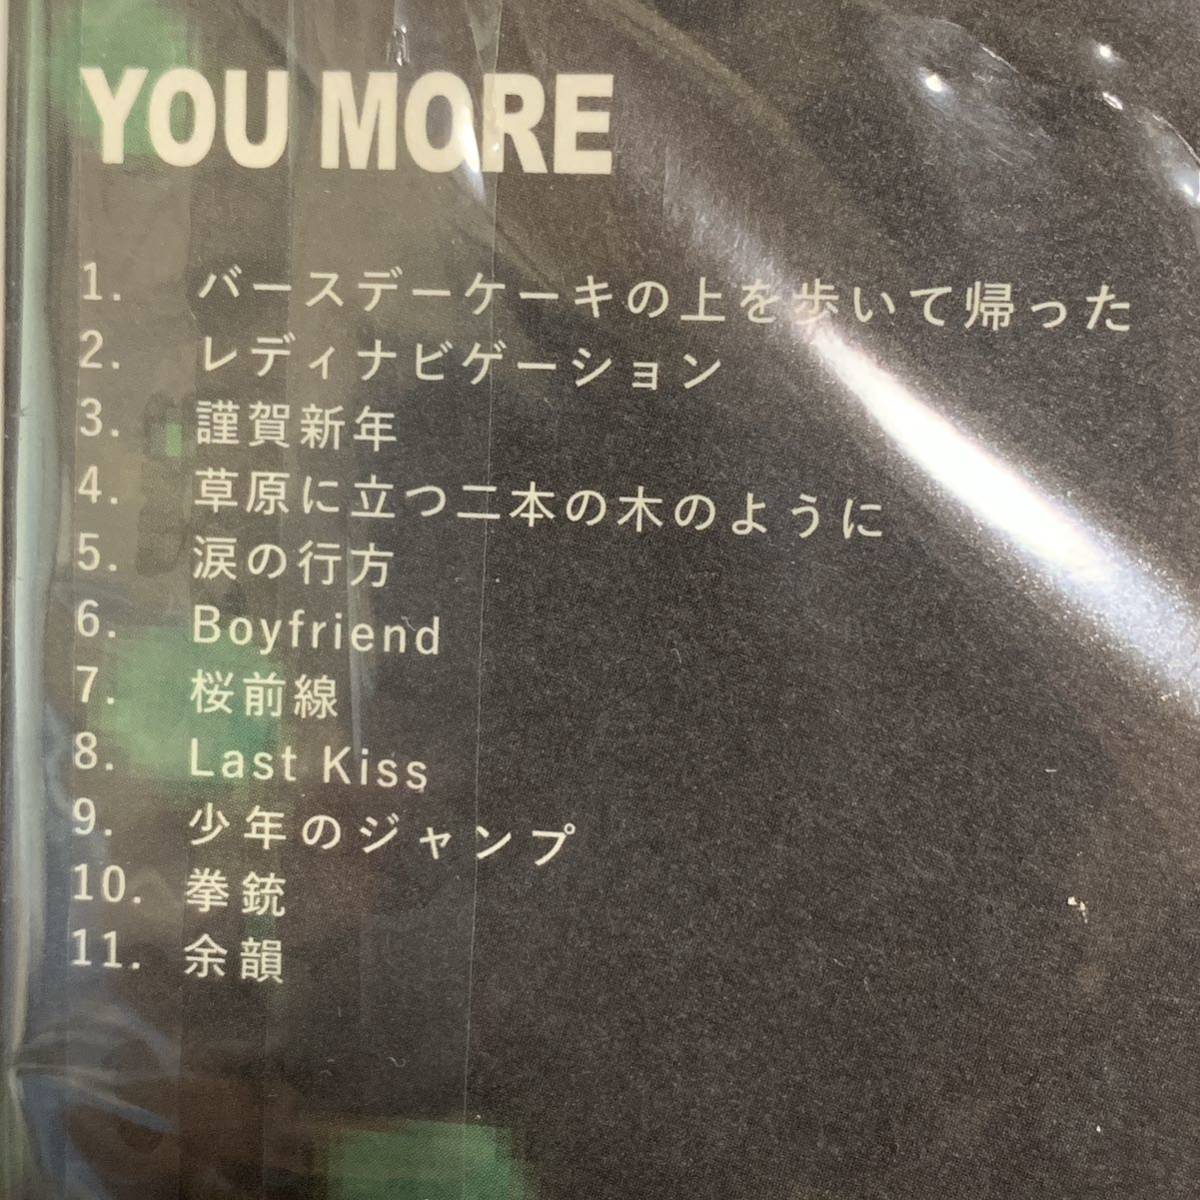 YOU MORE
1. バースデーケーキの上を歩いて帰った
2. レディナビゲーション
3. 謹賀新年
4. 草原に立つ二本の木のように
5. 涙の行方
6. Boyfriend
7. 桜前線
8. Last Kiss
9. 少年のジャンプ
10. 拳銃
11. 余韻